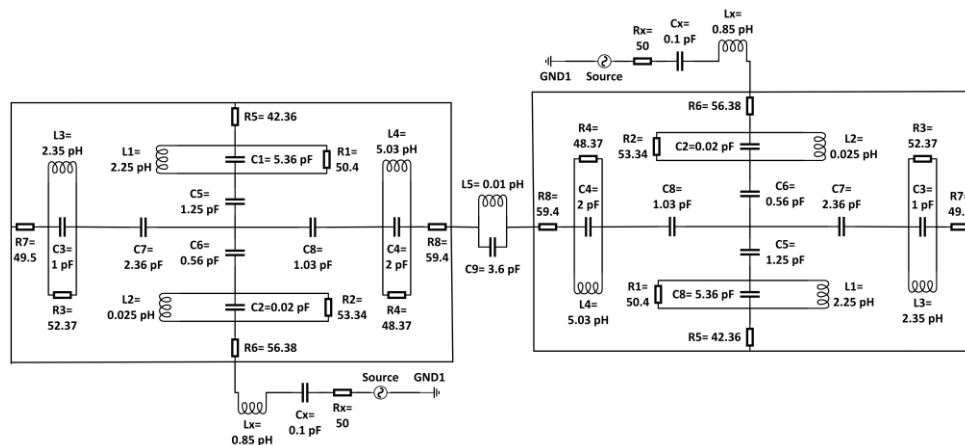 Lx=
0.85 pH
Cx=
0.1 pF
Rx=
50
GND1
Source
R5= 42.36
L3=
2.35 pH
L1=
2.25 pH
C1= 5.36 pF
R1=
50.4
L4=
5.03 pH
C5=
1.25 pF
R7=
49.5
C3=
1 pF
C7=
2.36 pF
C6=
0.56 pF
C8=
1.03 pF
C4=
2 pF
R8=
59.4
R3=
52.37
L2=
0.025 pH
C2=0.02 pF
R2=
53.34
R4=
48.37
R6= 56.38
Source
GND1
Lx=
0.85 pH
Cx=
0.1 pF
Rx=
50
L5= 0.01 pH
C9= 3.6 pF
R6= 56.38
R4=
48.37
R2=
53.34
C2=0.02 pF
L2=
0.025 pH
R3=
52.37
R8=
59.4
C4=
2 pF
C8=
1.03 pF
C6=
0.56 pF
C7=
2.36 pF
C3=
1 pF
R7=
49.
C5=
1.25 pF
L4=
5.03 pH
R1=
50.4
C8= 5.36 pF
L1=
2.25 pH
L3=
2.35 pH
R5= 42.36